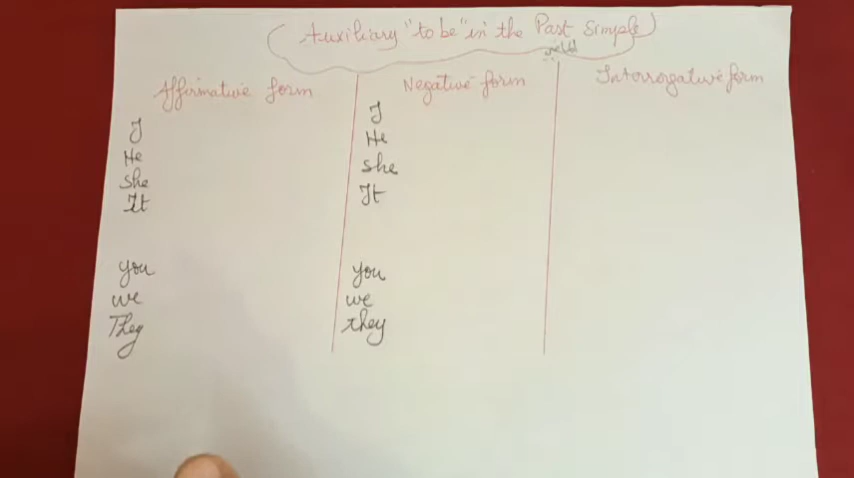 Auxiliary "to be" in the Past Simple
Affirmative form
I
He
She
It
you
we
They
Negative form
I
He
She
It
you
we
they
Interrogative form